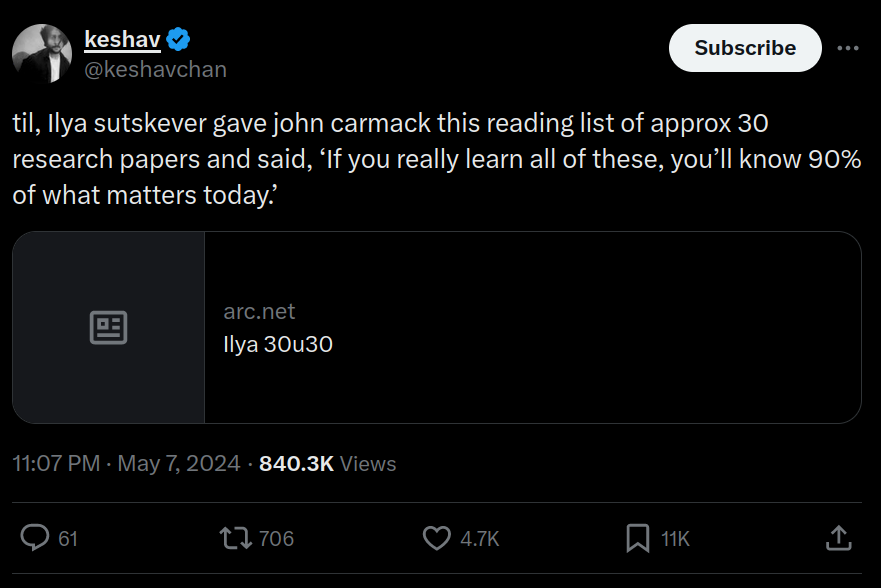 keshav
Subscribe
@keshavchan
til, Ilya sutskever gave john carmack this reading list of approx 30
research papers and said, ‘If you really learn all of these, you’ll know 90%
of what matters today.’
arc.net
Ilya 30u30
11:07 PM · May 7, 2024 · 840.3K Views
61 706 4.7K 11K